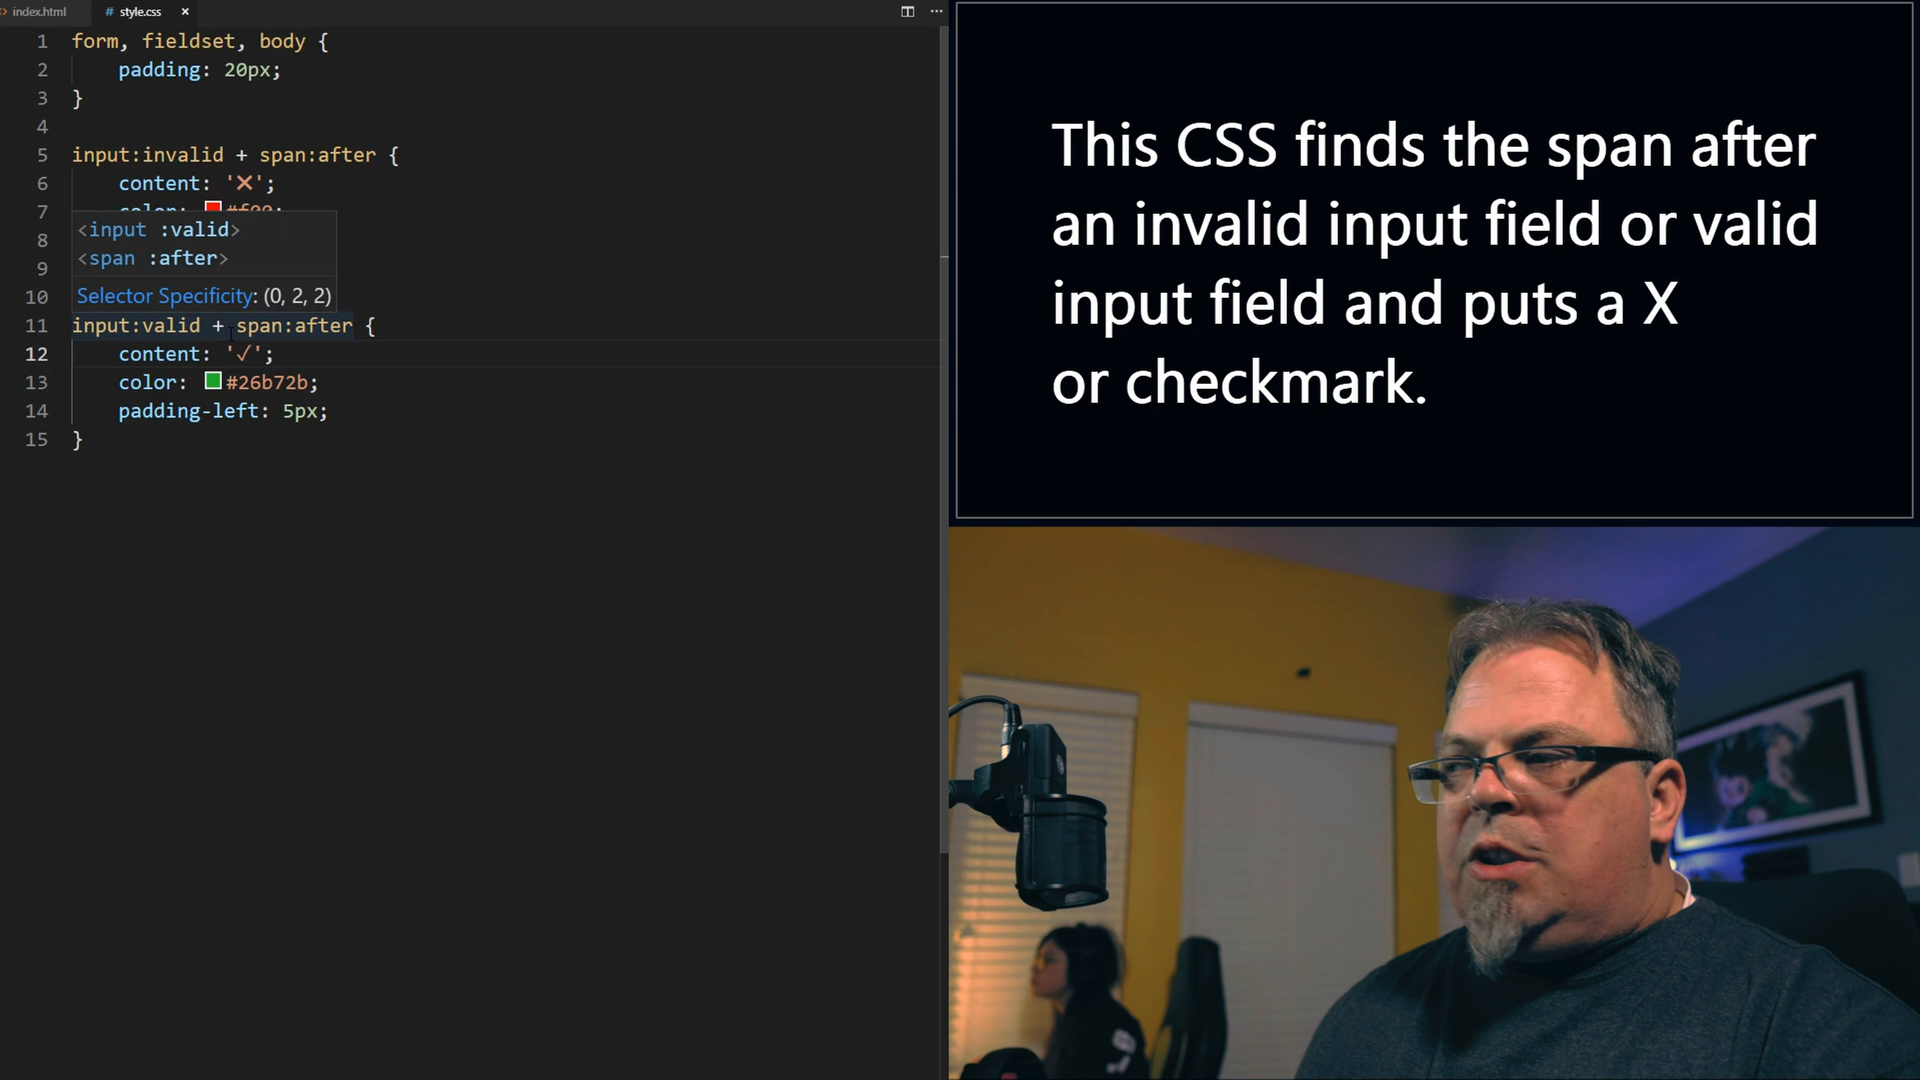 index.html
# style.css ×
1 form, fieldset, body {
2 padding: 20px;
3 }
4
5 input:invalid + span:after {
6 content: '✕';
7 color: #f00;
8 <input :valid>
<span :after>
9
10 Selector Specificity: (0, 2, 2)
11 input:valid + span:after {
12 content: '✓';
13 color: #26b72b;
14 padding-left: 5px;
15 }
This CSS finds the span after
an invalid input field or valid
input field and puts a X
or checkmark.